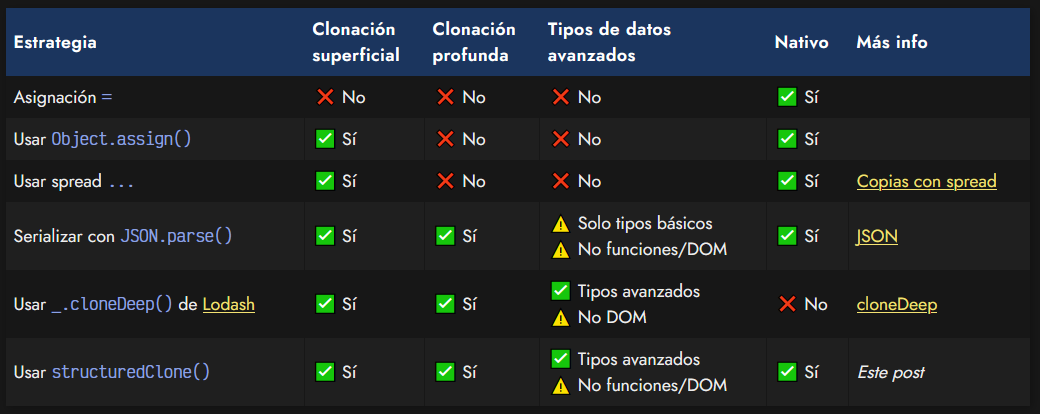 Estrategia
Clonación superficial
Clonación profunda
Tipos de datos avanzados
Nativo
Más info
Asignación =
No
No
No
Sí
Usar Object.assign()
Sí
No
No
Sí
Usar spread ...
Sí
No
No
Sí
Copias con spread
Serializar con JSON.parse()
Sí
Sí
Solo tipos básicos
No funciones/DOM
Sí
JSON
Usar _.cloneDeep() de Lodash
Sí
Sí
Tipos avanzados
No DOM
No
cloneDeep
Usar structuredClone()
Sí
Sí
Tipos avanzados
No funciones/DOM
Sí
Este post